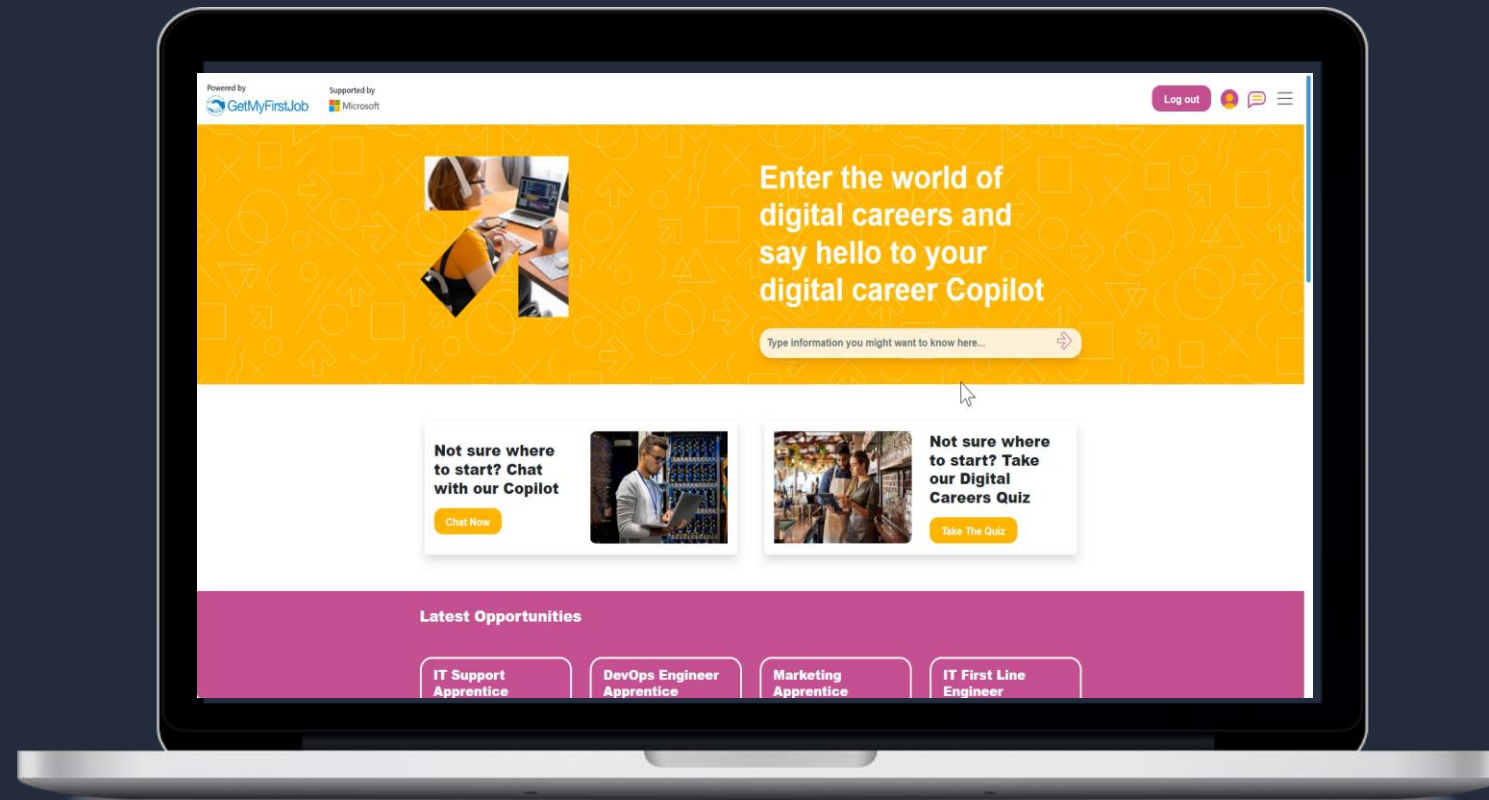 Powered by
GetMyFirstJob
Supported by
Microsoft
Log out
Enter the world of
digital careers and
say hello to your
digital career Copilot
Type information you might want to know here...
Not sure where
to start? Chat
with our Copilot
Chat Now
Not sure where
to start? Take
our Digital
Careers Quiz
Take The Quiz
Latest Opportunities
IT Support
Apprentice
DevOps Engineer
Apprentice
Marketing
Apprentice
IT First Line
Engineer